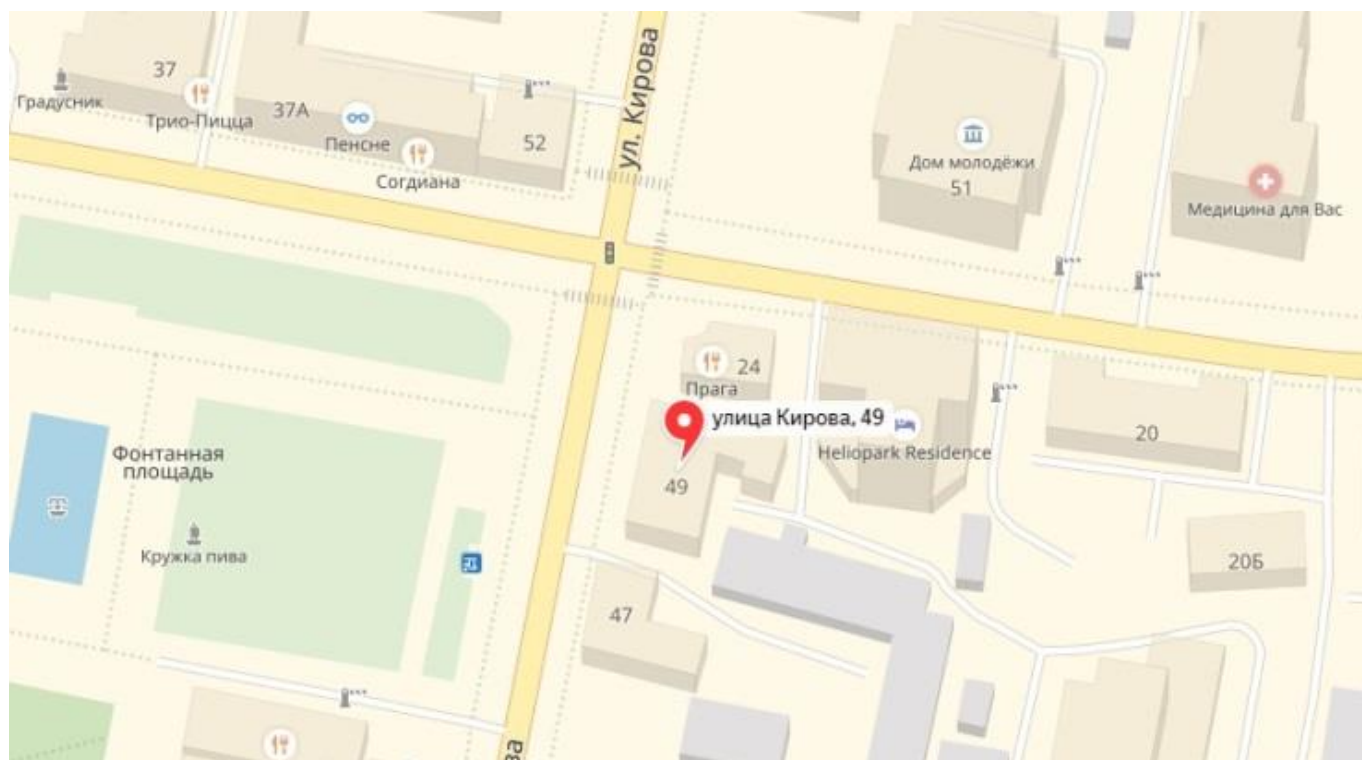 37
Градусник
Трио-Пицца
37А
Пенсне
Согдиана
52
ул. Кирова
Дом молодёжи
51
Медицина для Вас
24
Прага
улица Кирова, 49
Heliopark Residence
20
Фонтанная
площадь
49
Кружка пива
20Б
47
ва